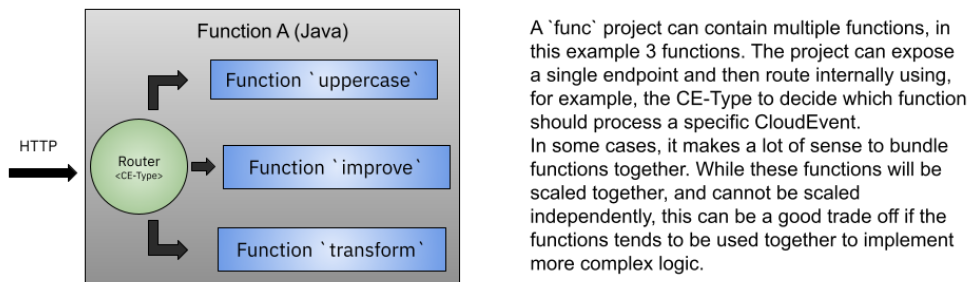 Function A (Java)
Function `uppercase`
HTTP
Router
<CE-Type>
Function `improve`
Function `transform`
A `func` project can contain multiple functions, in
this example 3 functions. The project can expose
a single endpoint and then route internally using,
for example, the CE-Type to decide which function
should process a specific CloudEvent.
In some cases, it makes a lot of sense to bundle
functions together. While these functions will be
scaled together, and cannot be scaled
independently, this can be a good trade off if the
functions tends to be used together to implement
more complex logic.